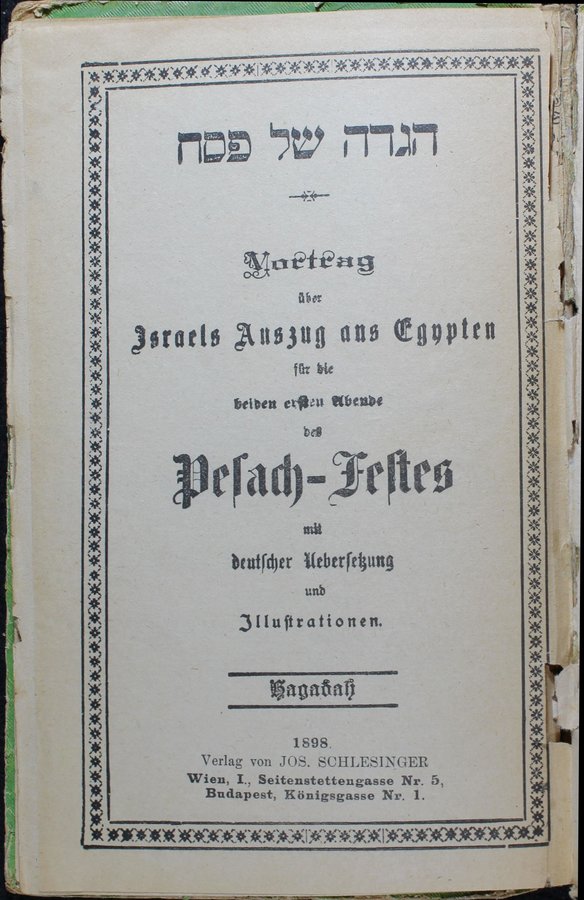 הגדה של פסח
Vortrag
über
Israels Auszug aus Egypten
für die
beiden ersten Abende
des
Pesach-Festes
mit
deutscher Uebersetzung
und
Illustrationen.
Hagadah
1898.
Verlag von JOS. SCHLESINGER
Wien, I., Seitenstettengasse Nr. 5,
Budapest, Königsgasse Nr. 1.